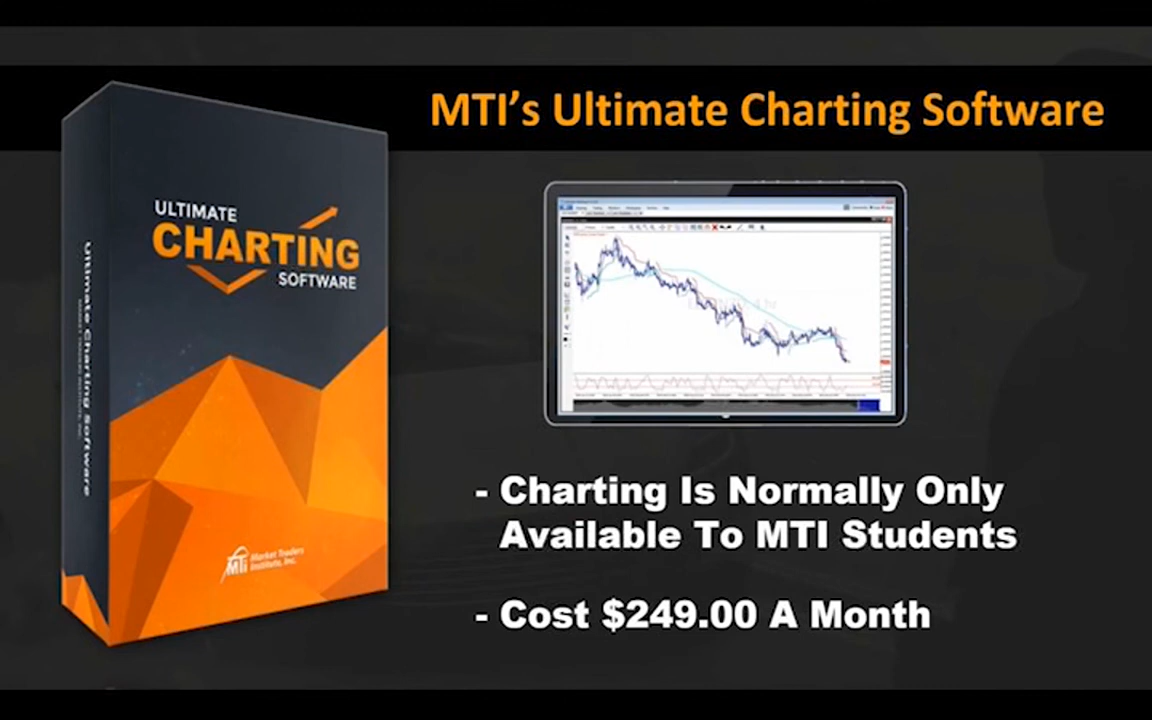 MTI's Ultimate Charting Software
ULTIMATE
CHARTING
SOFTWARE
Ultimate Charting Software
Market Traders
Institute, Inc.
MTI
- Charting Is Normally Only
Available To MTI Students
- Cost $249.00 A Month